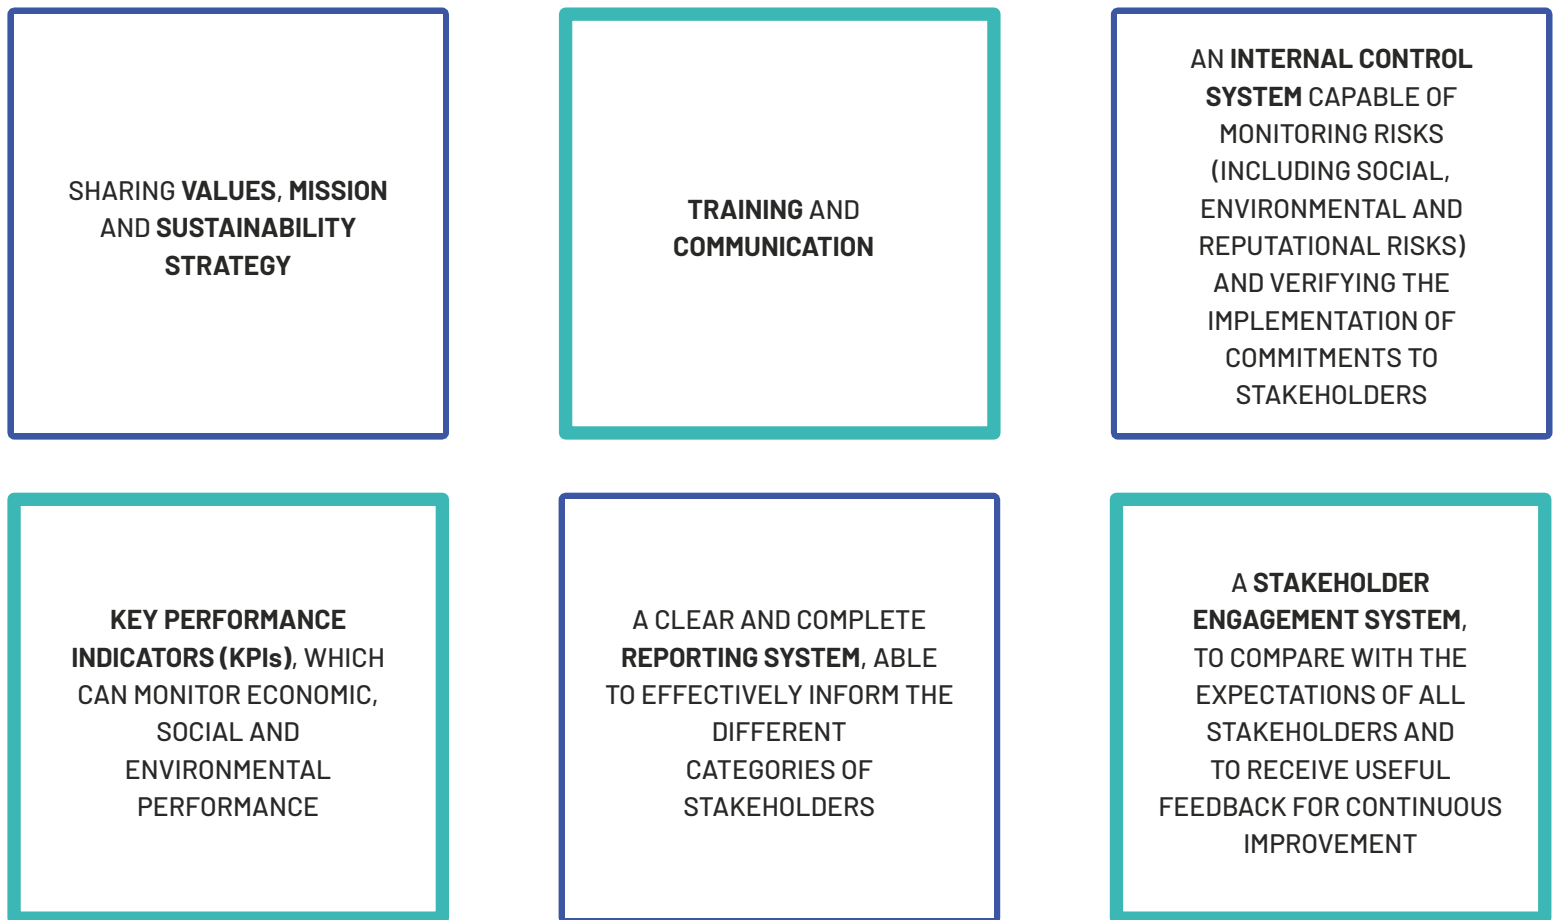 SHARING VALUES, MISSION
AND SUSTAINABILITY
STRATEGY
TRAINING AND
COMMUNICATION
AN INTERNAL CONTROL
SYSTEM CAPABLE OF
MONITORING RISKS
(INCLUDING SOCIAL,
ENVIRONMENTAL AND
REPUTATIONAL RISKS)
AND VERIFYING THE
IMPLEMENTATION OF
COMMITMENTS TO
STAKEHOLDERS
KEY PERFORMANCE
INDICATORS (KPIs), WHICH
CAN MONITOR ECONOMIC,
SOCIAL AND
ENVIRONMENTAL
PERFORMANCE
A CLEAR AND COMPLETE
REPORTING SYSTEM, ABLE
TO EFFECTIVELY INFORM THE
DIFFERENT
CATEGORIES OF
STAKEHOLDERS
A STAKEHOLDER
ENGAGEMENT SYSTEM,
TO COMPARE WITH THE
EXPECTATIONS OF ALL
STAKEHOLDERS AND
TO RECEIVE USEFUL
FEEDBACK FOR CONTINUOUS
IMPROVEMENT